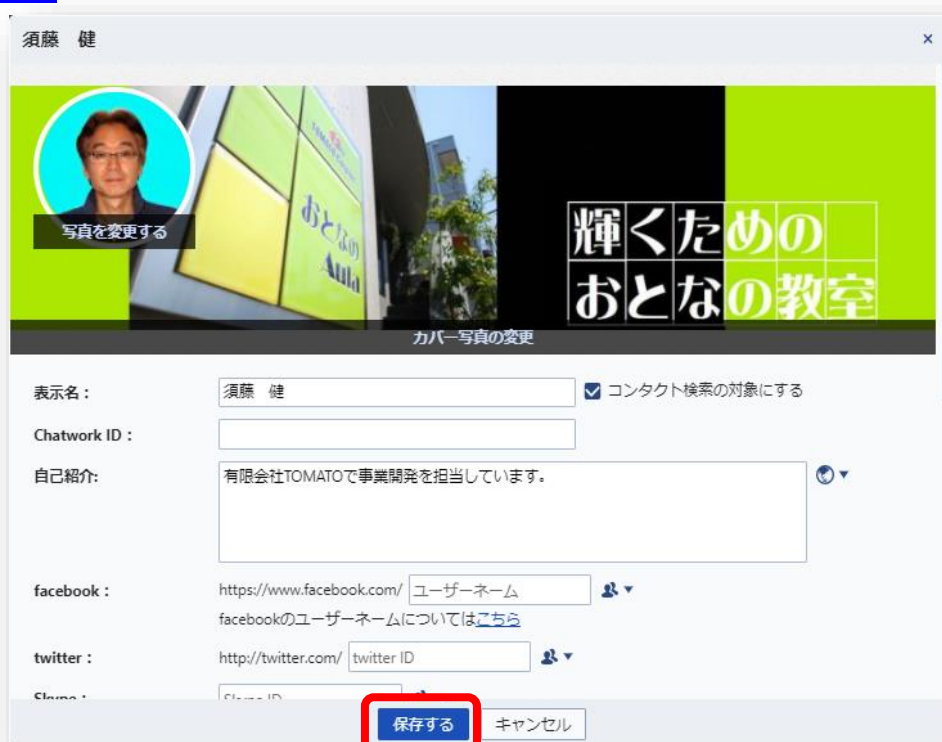 須藤　健
×
おとなの
Aula
輝くための
おとなの教室
写真を変更する
カバー写真の変更
表示名：
須藤　健
コンタクト検索の対象にする
Chatwork ID：
自己紹介:
有限会社TOMATOで事業開発を担当しています。
facebook：
https://www.facebook.com/ ユーザーネーム
facebookのユーザーネームについてはこちら
twitter：
http://twitter.com/ twitter ID
Skype：
Skype ID
保存する キャンセル